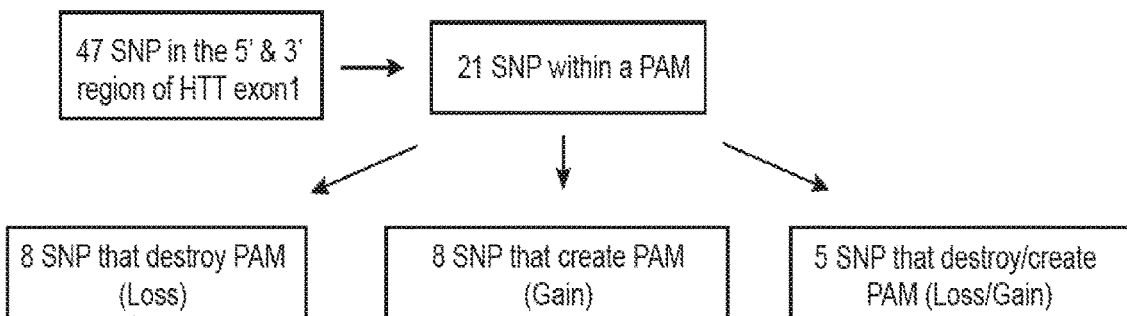 47 SNP in the 5' & 3'
region of HTT exon1
21 SNP within a PAM
8 SNP that destroy PAM
(Loss)
8 SNP that create PAM
(Gain)
5 SNP that destroy/create
PAM (Loss/Gain)